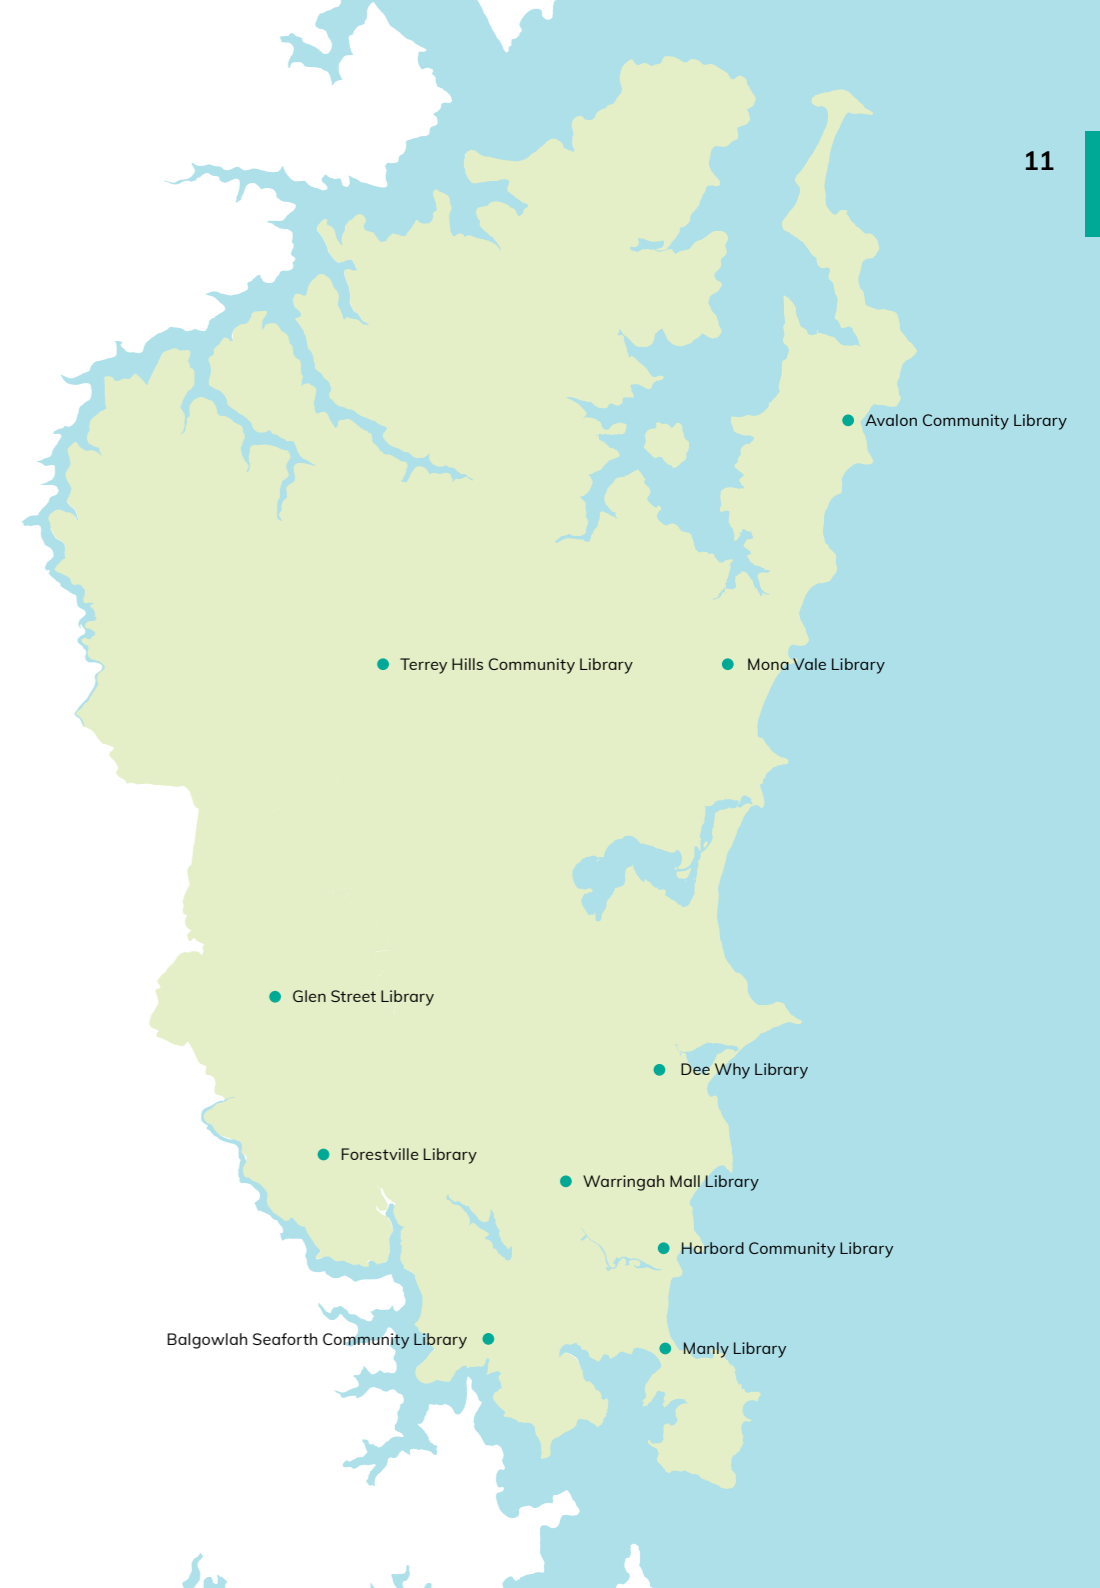 11
Avalon Community Library
Terrey Hills Community Library
Mona Vale Library
Glen Street Library
Dee Why Library
Forestville Library
Warringah Mall Library
Harbord Community Library
Balgowlah Seaforth Community Library
Manly Library